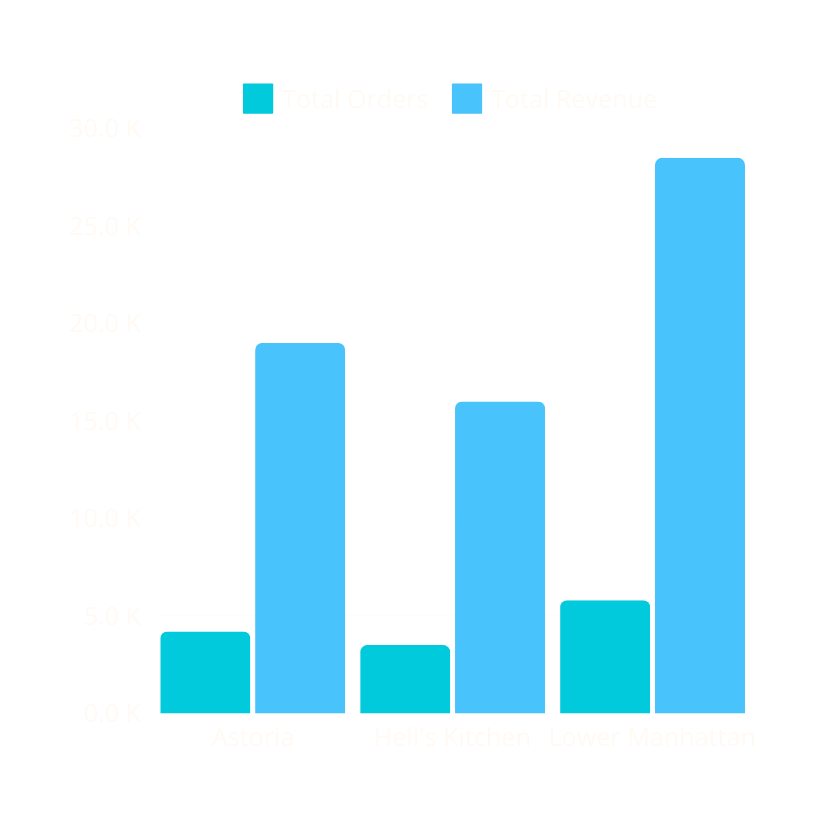 Total Orders Total Revenue
30.0 K
25.0 K
20.0 K
15.0 K
10.0 K
5.0 K
0.0 K
Astoria Hell's Kitchen Lower Manhattan